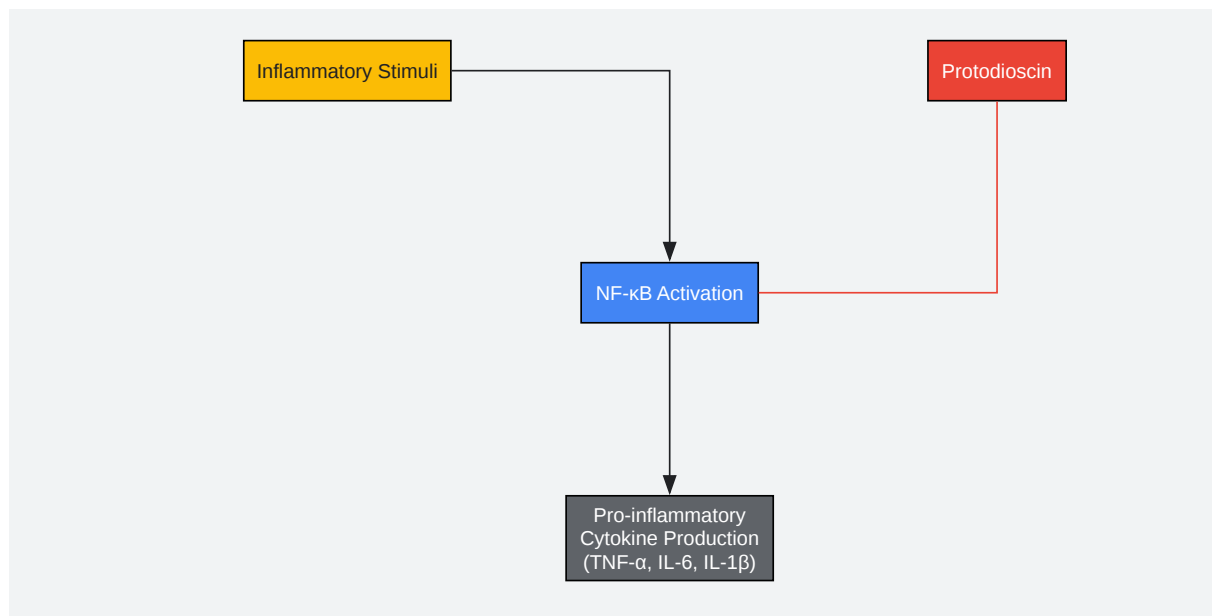 Inflammatory Stimuli
Protodioscin
NF-κB Activation
Pro-inflammatory
Cytokine Production
(TNF-α, IL-6, IL-1β)